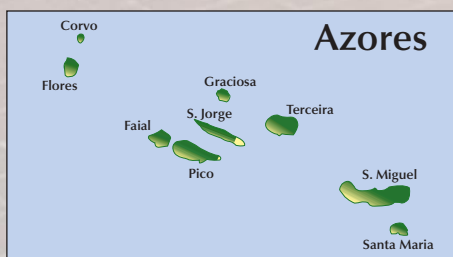 Azores
Corvo
Flores
Graciosa
S. Jorge
Terceira
Faial
Pico
S. Miguel
Santa Maria